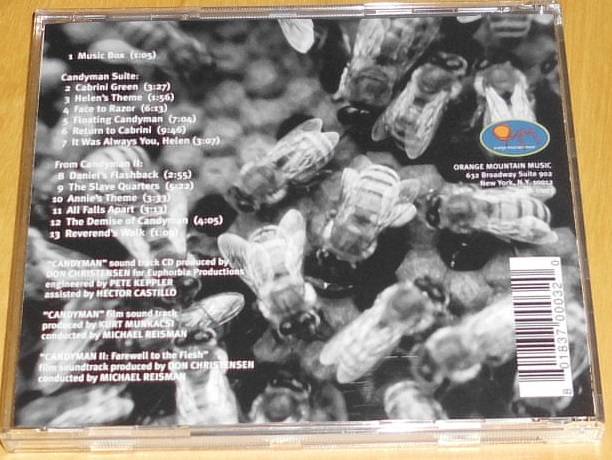 1 Music Box (1:05)
Candyman Suite:
2 Cabrini Green (3:27)
3 Helen's Theme (1:56)
4 Face to Razor (6:13)
5 Floating Candyman (7:04)
6 Return to Cabrini (9:46)
7 It Was Always You, Helen (3:07)
From Candyman II:
8 Daniel's Flashback (2:55)
9 The Slave Quarters (5:22)
10 Annie's Theme (3:33)
11 All Falls Apart (3:13)
12 The Demise of Candyman (4:05)
13 Reverend's Walk
"CANDYMAN" sound track CD produced by
DON CHRISTENSEN for Euphorbia Productions
engineered by PETE KEPPLER
assisted by HECTOR CASTILLO
"CANDYMAN" film sound track
produced by KURT MUNKACSI
conducted by MICHAEL REISMAN
"CANDYMAN II: Farewell to the Flesh"
film soundtrack produced by DON CHRISTENSEN
conducted by MICHAEL REISMAN
ORANGE MOUNTAIN MUSIC
632 Broadway Suite 902
New York, N.Y. 10012
8 01837 00032 0